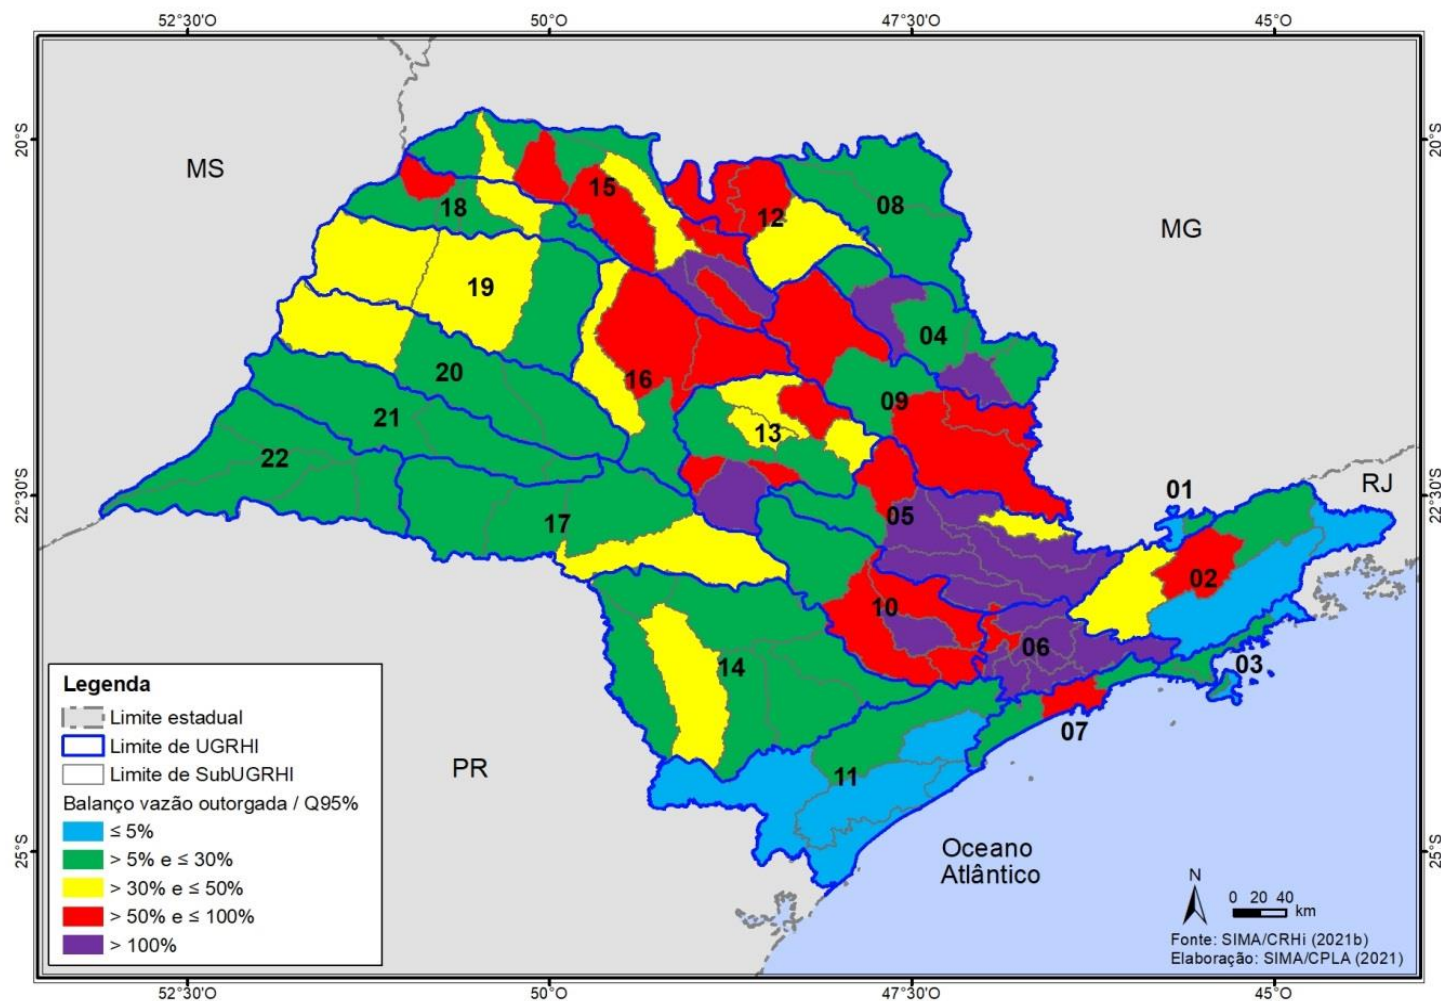 52°30'O 50°O 47°30'O 45°O
20°S 20°S
MS
MG
15
12
08
18
19
04
16
20
09
21
13
22
01
RJ
22°30'S 22°30'S
05
17
02
10
06
03
14
07
11
PR
Legenda
Limite estadual
Limite de UGRHI
Limite de SubUGRHI
Balanço vazão outorgada / Q95%
≤ 5%
> 5% e ≤ 30%
> 30% e ≤ 50%
> 50% e ≤ 100%
> 100%
25°S 25°S
Oceano
Atlântico
N
0 20 40
km
Fonte: SIMA/CRHi (2021b)
Elaboração: SIMA/CPLA (2021)
52°30'O 50°O 47°30'O 45°O